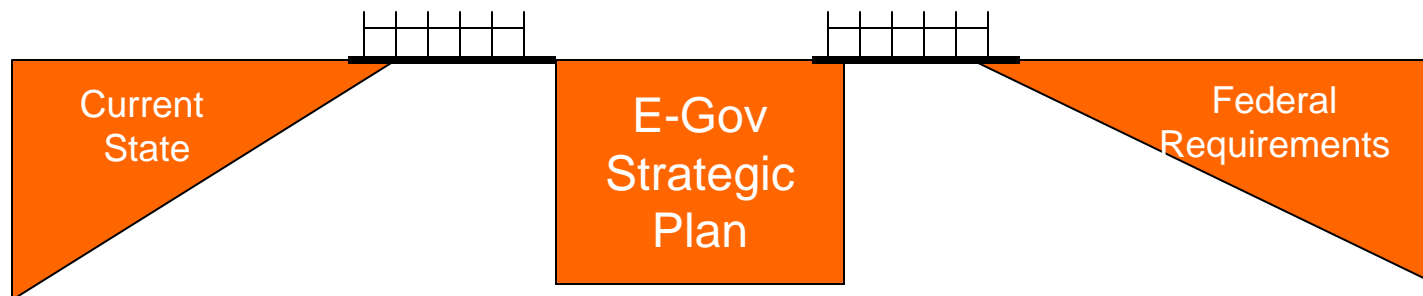 Current
State
E-Gov
Strategic
Plan
Federal
Requirements